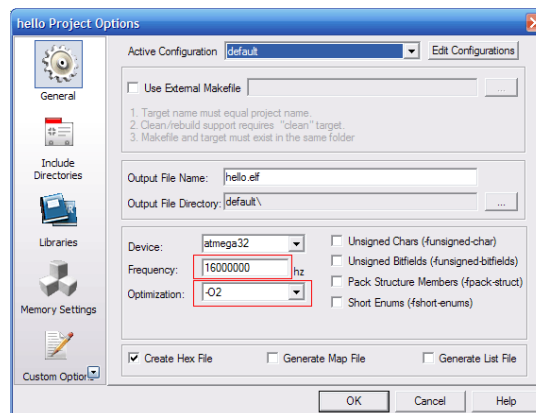 hello Project Options
General
Include
Directories
Libraries
Memory Settings
Custom Option
Active Configuration default Edit Configurations
Use External Makefile ...
1. Target name must equal project name.
2. Clean/rebuild support requires "clean" target.
3. Makefile and target must exist in the same folder
Output File Name: hello.elf
Output File Directory: default\ ...
Device: atmega32
Frequency: 16000000 hz
Optimization: -O2
Unsigned Chars (-funsigned-char)
Unsigned Bitfields (-funsigned-bitfields)
Pack Structure Members (-fpack-struct)
Short Enums (-fshort-enums)
Create Hex File Generate Map File Generate List File
OK Cancel Help